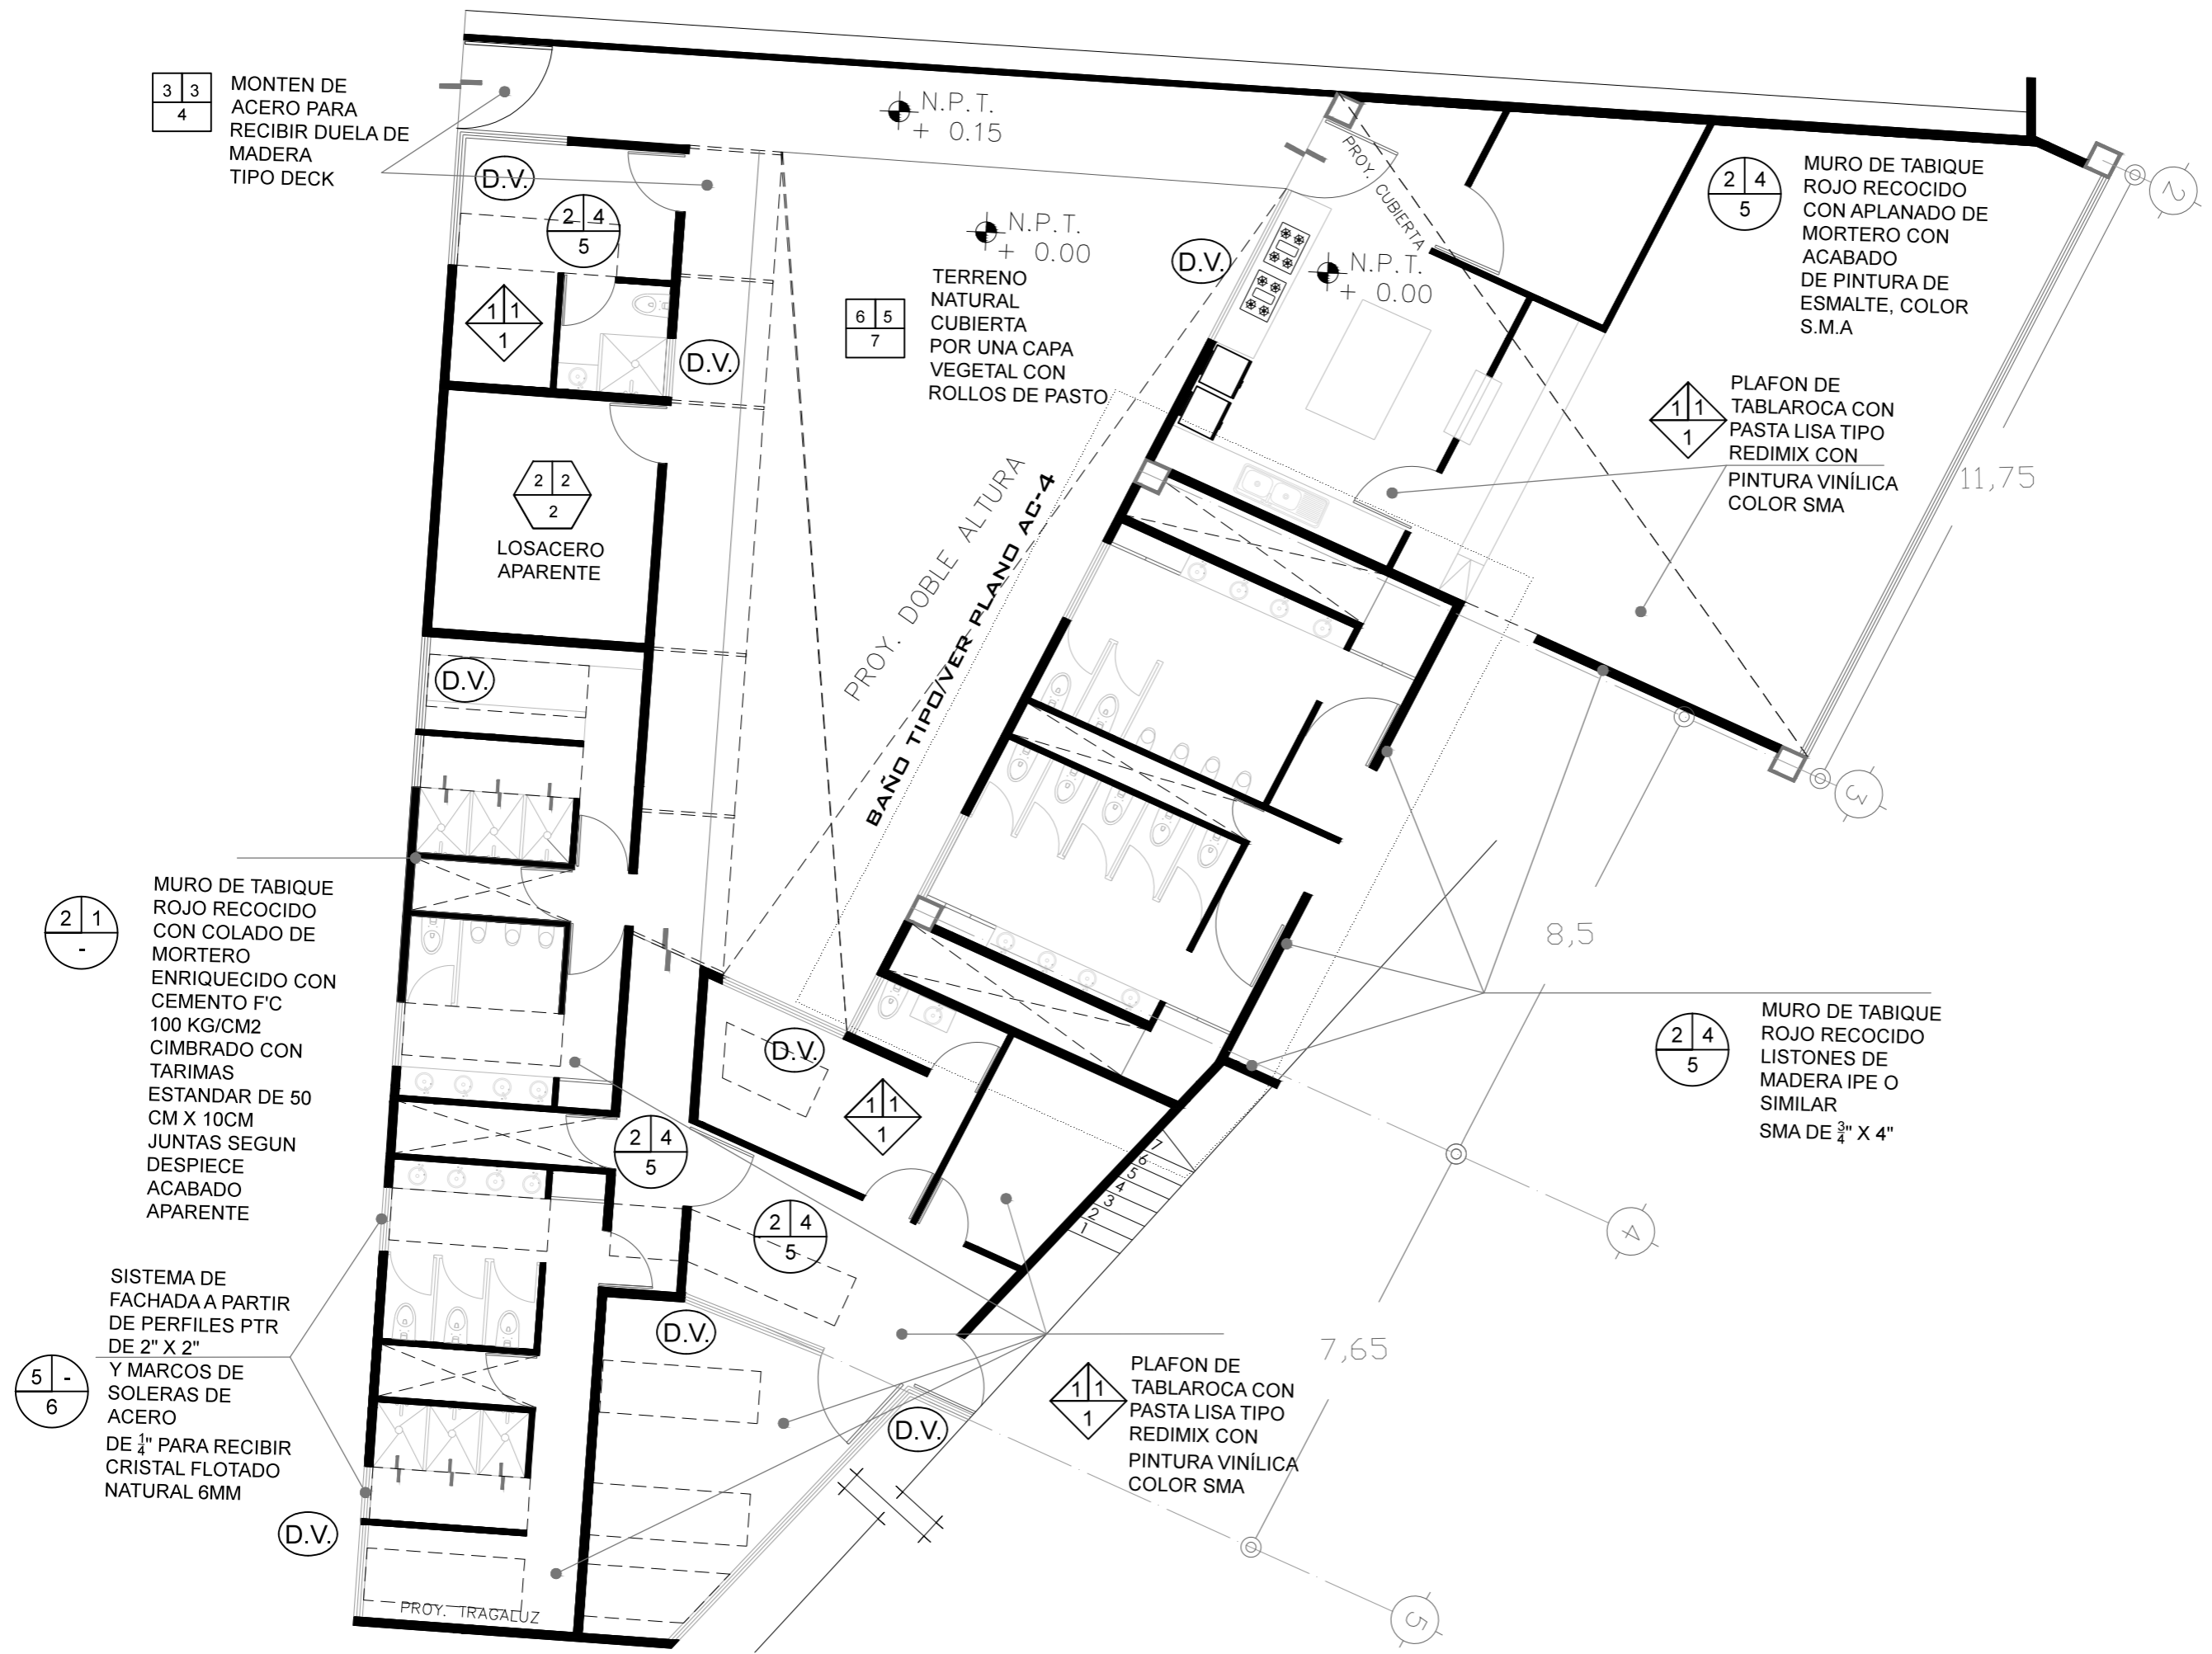 3 3
4
MONTEN DE
ACERO PARA
RECIBIR DUELA DE
MADERA
TIPO DECK
N.P.T.
+ 0.15
PROY. CUBIERTA
2 4
5
MURO DE TABIQUE
ROJO RECOCIDO
CON APLANADO DE
MORTERO CON
ACABADO
DE PINTURA DE
ESMALTE, COLOR
S.M.A
2
D.V.
2 4
5
N.P.T.
+ 0.00
D.V.
N.P.T.
+ 0.00
1 1
1
6 5
7
TERRENO
NATURAL
CUBIERTA
POR UNA CAPA
VEGETAL CON
ROLLOS DE PASTO
D.V.
1 1
1
PLAFON DE
TABLAROCA CON
PASTA LISA TIPO
REDIMIX CON
PINTURA VINÍLICA
COLOR SMA
11,75
2 2
2
LOSACERO
APARENTE
PROY. DOBLE ALTURA
BAÑO TIPO/VER PLANO AC-4
D.V.
3
2 1
-
MURO DE TABIQUE
ROJO RECOCIDO
CON COLADO DE
MORTERO
ENRIQUECIDO CON
CEMENTO F'C
100 KG/CM2
CIMBRADO CON
TARIMAS
ESTANDAR DE 50
CM X 10CM
JUNTAS SEGUN
DESPIECE
ACABADO
APARENTE
8,5
2 4
5
MURO DE TABIQUE
ROJO RECOCIDO
LISTONES DE
MADERA IPE O
SIMILAR
SMA DE 3/4" X 4"
D.V.
1 1
1
2 4
5
7
6
5
4
3
2
1
2 4
5
4
SISTEMA DE
FACHADA A PARTIR
DE PERFILES PTR
DE 2" X 2"
Y MARCOS DE
SOLERAS DE
ACERO
DE 1/4" PARA RECIBIR
CRISTAL FLOTADO
NATURAL 6MM
5 -
6
D.V.
7,65
1 1
1
PLAFON DE
TABLAROCA CON
PASTA LISA TIPO
REDIMIX CON
PINTURA VINÍLICA
COLOR SMA
D.V.
D.V.
PROY. TRAGALUZ
5